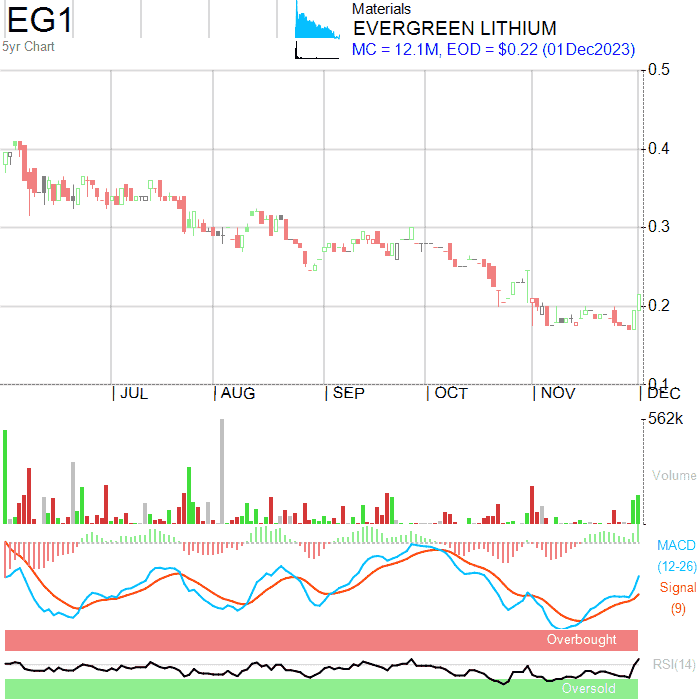 EG1
5yr Chart
Materials
EVERGREEN LITHIUM
MC = 12.1M, EOD = $0.22 (01Dec2023)
0.5
0.4
0.3
0.2
0.1
JUL AUG SEP OCT NOV DEC
562k
Volume
MACD
(12-26)
Signal
(9)
Overbought
RSI(14)
Oversold